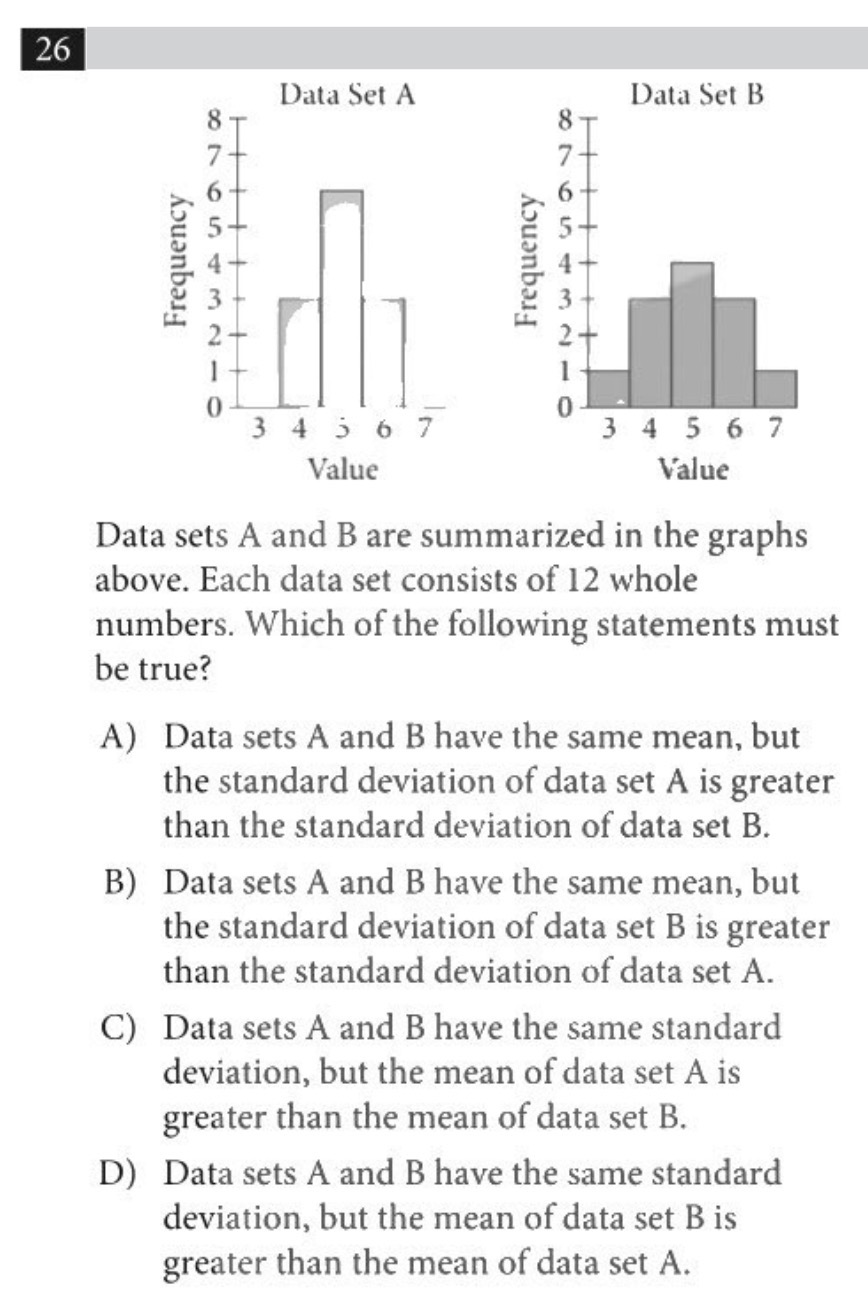 26
Data Set A
8
7
6
5
4
3
2
1
0
Frequency
3 4 5 6 7
Value
Data Set B
8
7
6
5
4
3
2
1
0
Frequency
3 4 5 6 7
Value
Data sets A and B are summarized in the graphs
above. Each data set consists of 12 whole
numbers. Which of the following statements must
be true?
A) Data sets A and B have the same mean, but
the standard deviation of data set A is greater
than the standard deviation of data set B.
B) Data sets A and B have the same mean, but
the standard deviation of data set B is greater
than the standard deviation of data set A.
C) Data sets A and B have the same standard
deviation, but the mean of data set A is
greater than the mean of data set B.
D) Data sets A and B have the same standard
deviation, but the mean of data set B is
greater than the mean of data set A.